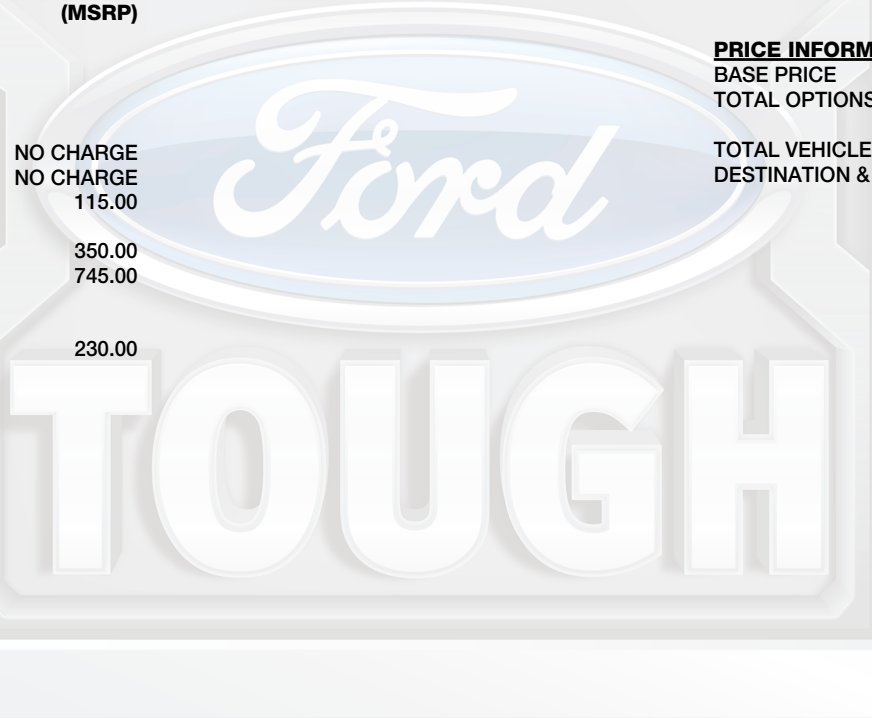 (MSRP)
NO CHARGE
NO CHARGE
115.00
350.00
745.00
230.00
PRICE INFORM
BASE PRICE
TOTAL OPTIONS
TOTAL VEHICLE
DESTINATION &
Ford
TOUGH